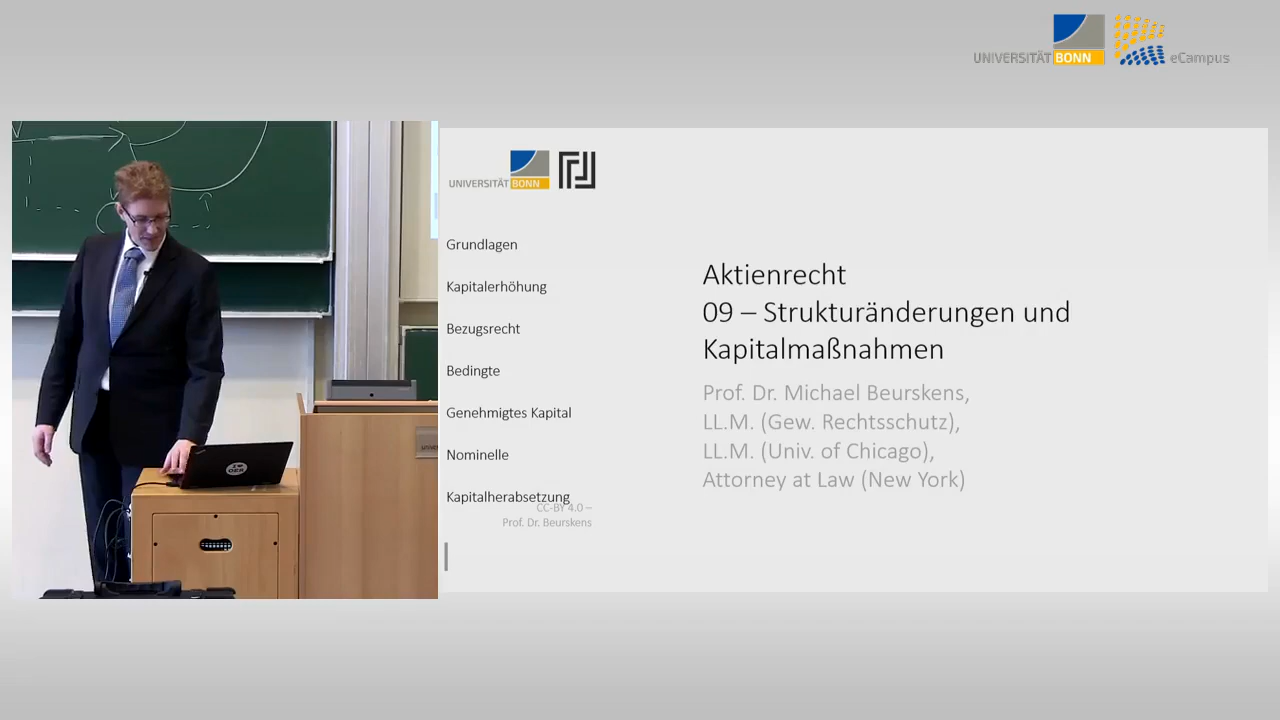 UNIVERSITÄT BONN
eCampus
UNIVERSITÄT BONN
Grundlagen
Kapitalerhöhung
Bezugsrecht
Bedingte
Genehmigtes Kapital
Nominelle
Kapitalherabsetzung
CC-BY 4.0 –
Prof. Dr. Beurskens
Aktienrecht
09 – Strukturänderungen und
Kapitalmaßnahmen
Prof. Dr. Michael Beurskens,
LL.M. (Gew. Rechtsschutz),
LL.M. (Univ. of Chicago),
Attorney at Law (New York)
I
OER